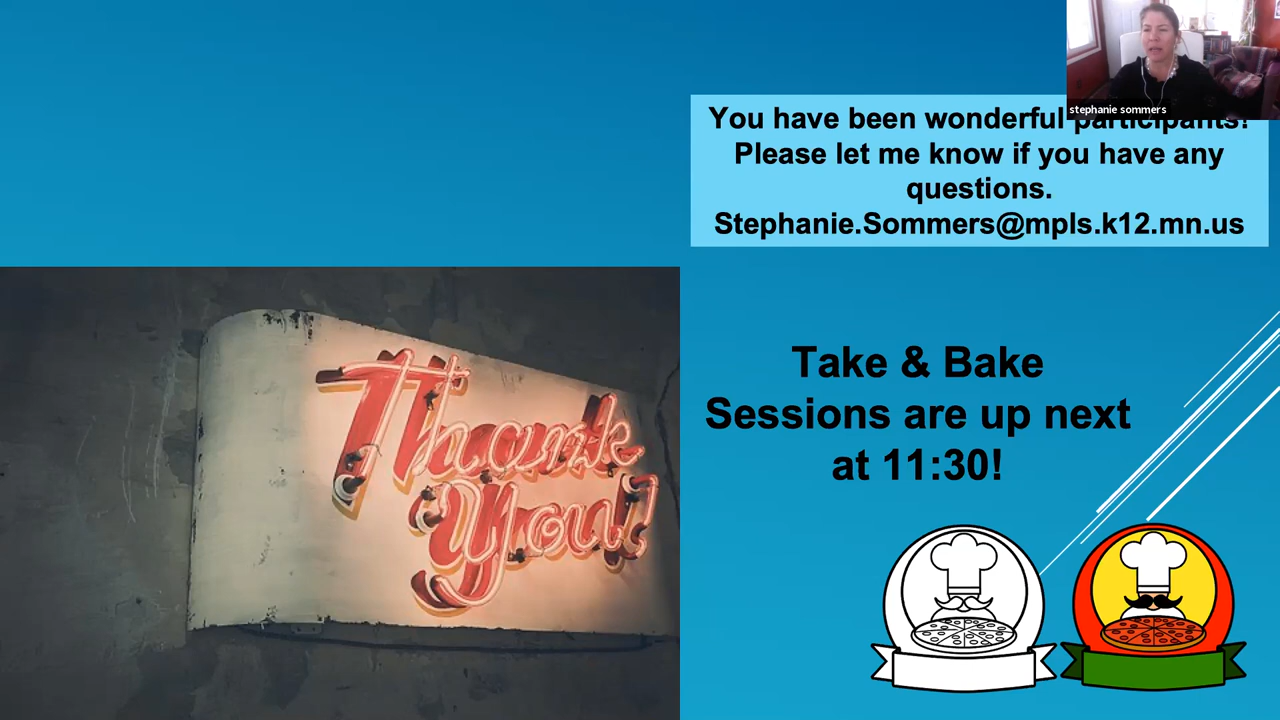 stephanie sommers
You have been wonderful participants!
Please let me know if you have any
questions.
Stephanie.Sommers@mpls.k12.mn.us
Thank
You!
Take & Bake
Sessions are up next
at 11:30!